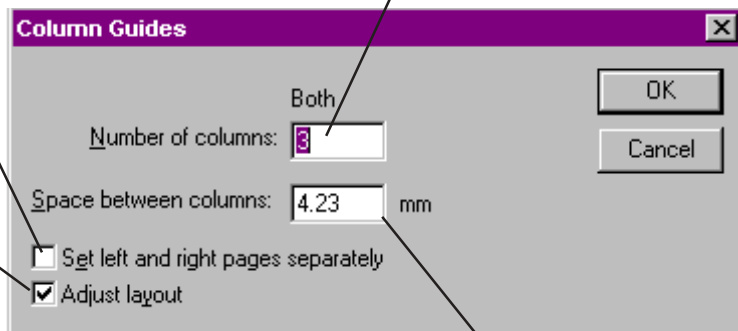 Column Guides
Both
OK
Number of columns: 3
Cancel
Space between columns: 4.23 mm
Set left and right pages separately
Adjust layout